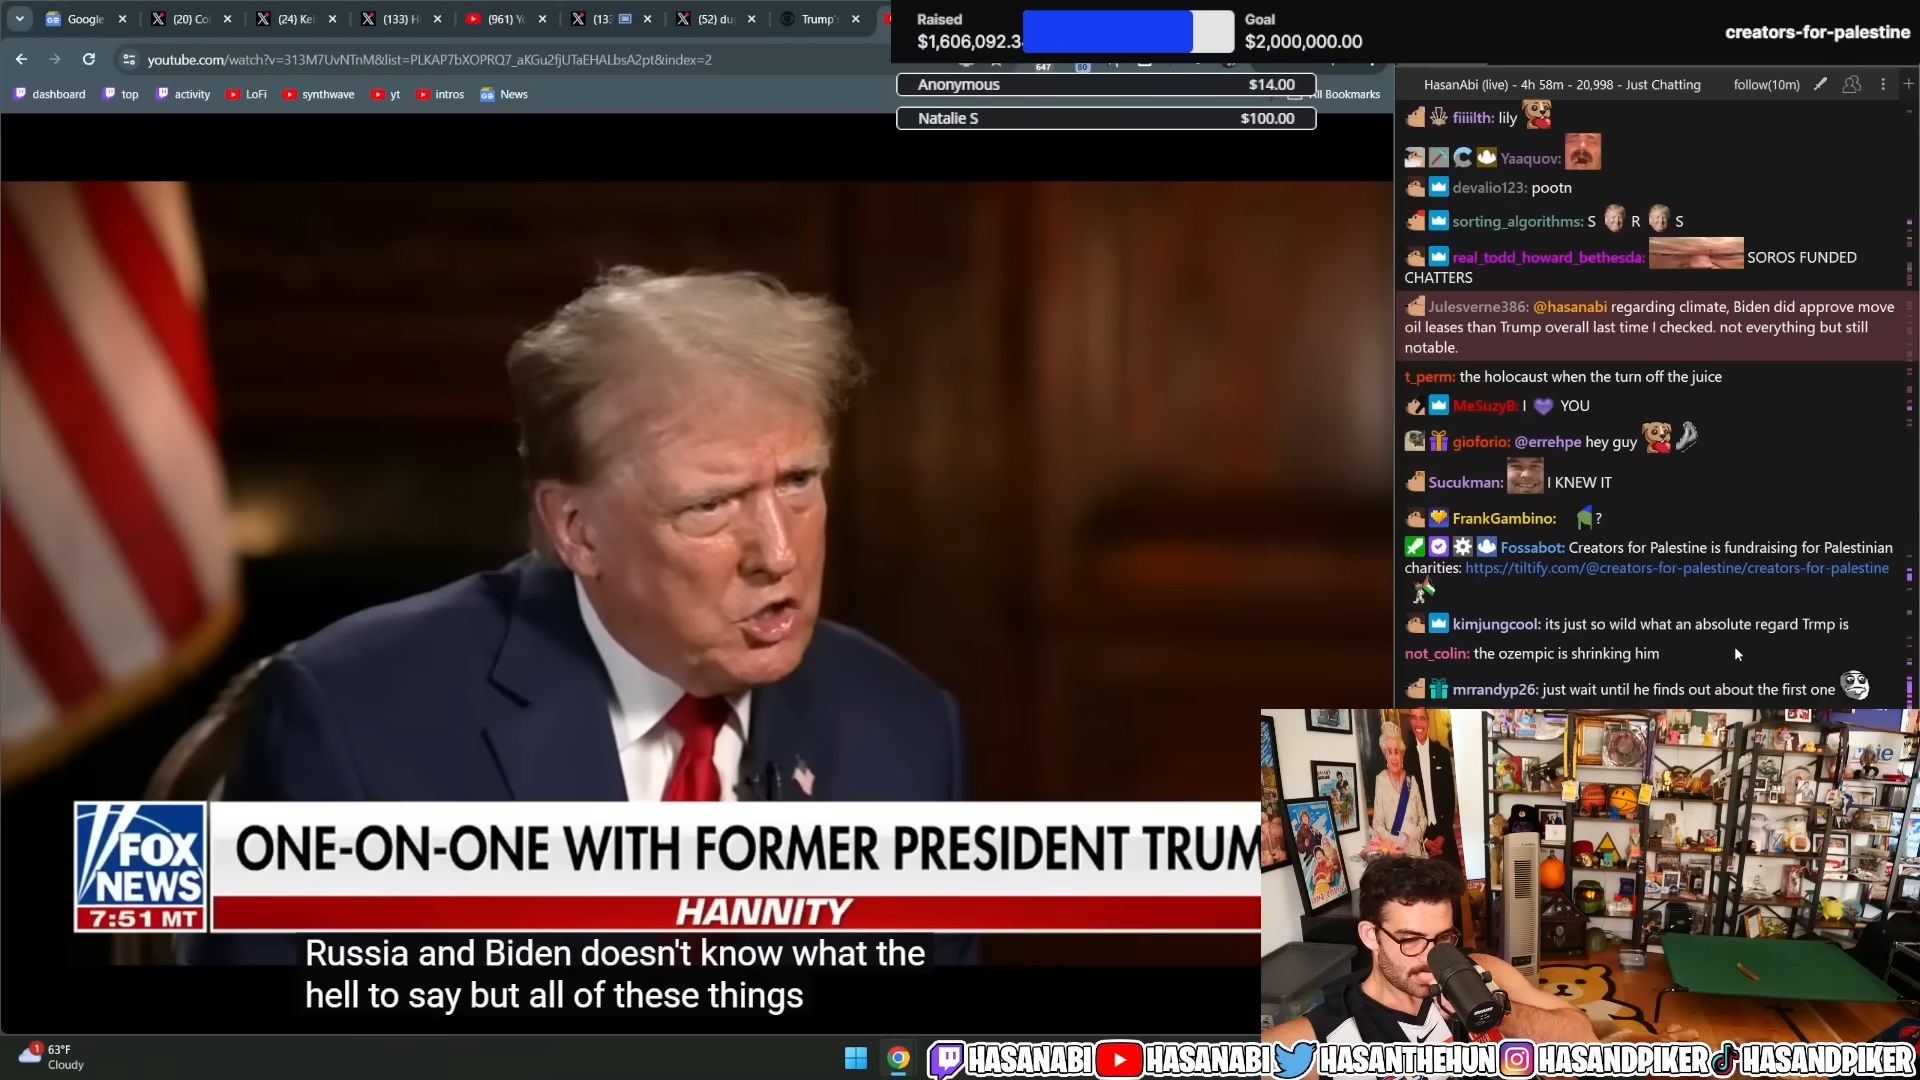 Google
(20) Co
(24) Kei
(133) H
(961) Yo
(13
(52) du
Trump'
youtube.com/watch?v=313M7UvNTnM&list=PLKAP7bXOPRQ7_aKGu2fjUTaEHALbsA2pt&index=2
647
80
dashboard
top
activity
LoFi
synthwave
yt
intros
News
All Bookmarks
Raised
$1,606,092.3
Goal
$2,000,000.00
creators-for-palestine
Anonymous $14.00
Natalie S $100.00
HasanAbi (live) - 4h 58m - 20,998 - Just Chatting
follow(10m)
fiiiilth: lily
Yaaquov:
devalio123: pootn
sorting_algorithms: S R S
real_todd_howard_bethesda: SOROS FUNDED
CHATTERS
Julesverne386: @hasanabi regarding climate, Biden did approve move
oil leases than Trump overall last time I checked. not everything but still
notable.
t_perm: the holocaust when the turn off the juice
MeSuzyB: I YOU
gioforio: @errehpe hey guy
Sucukman: I KNEW IT
FrankGambino: ?
Fossabot: Creators for Palestine is fundraising for Palestinian
charities: https://tiltify.com/@creators-for-palestine/creators-for-palestine
kimjungcool: its just so wild what an absolute regard Trmp is
not_colin: the ozempic is shrinking him
mrrandyp26: just wait until he finds out about the first one
FOX
NEWS
7:51 MT
ONE-ON-ONE WITH FORMER PRESIDENT TRUM
HANNITY
Russia and Biden doesn't know what the
hell to say but all of these things
1
63°F
Cloudy
HASANABI
HASANABI
HASANTHEHUN
HASANDPIKER
HASANDPIKER